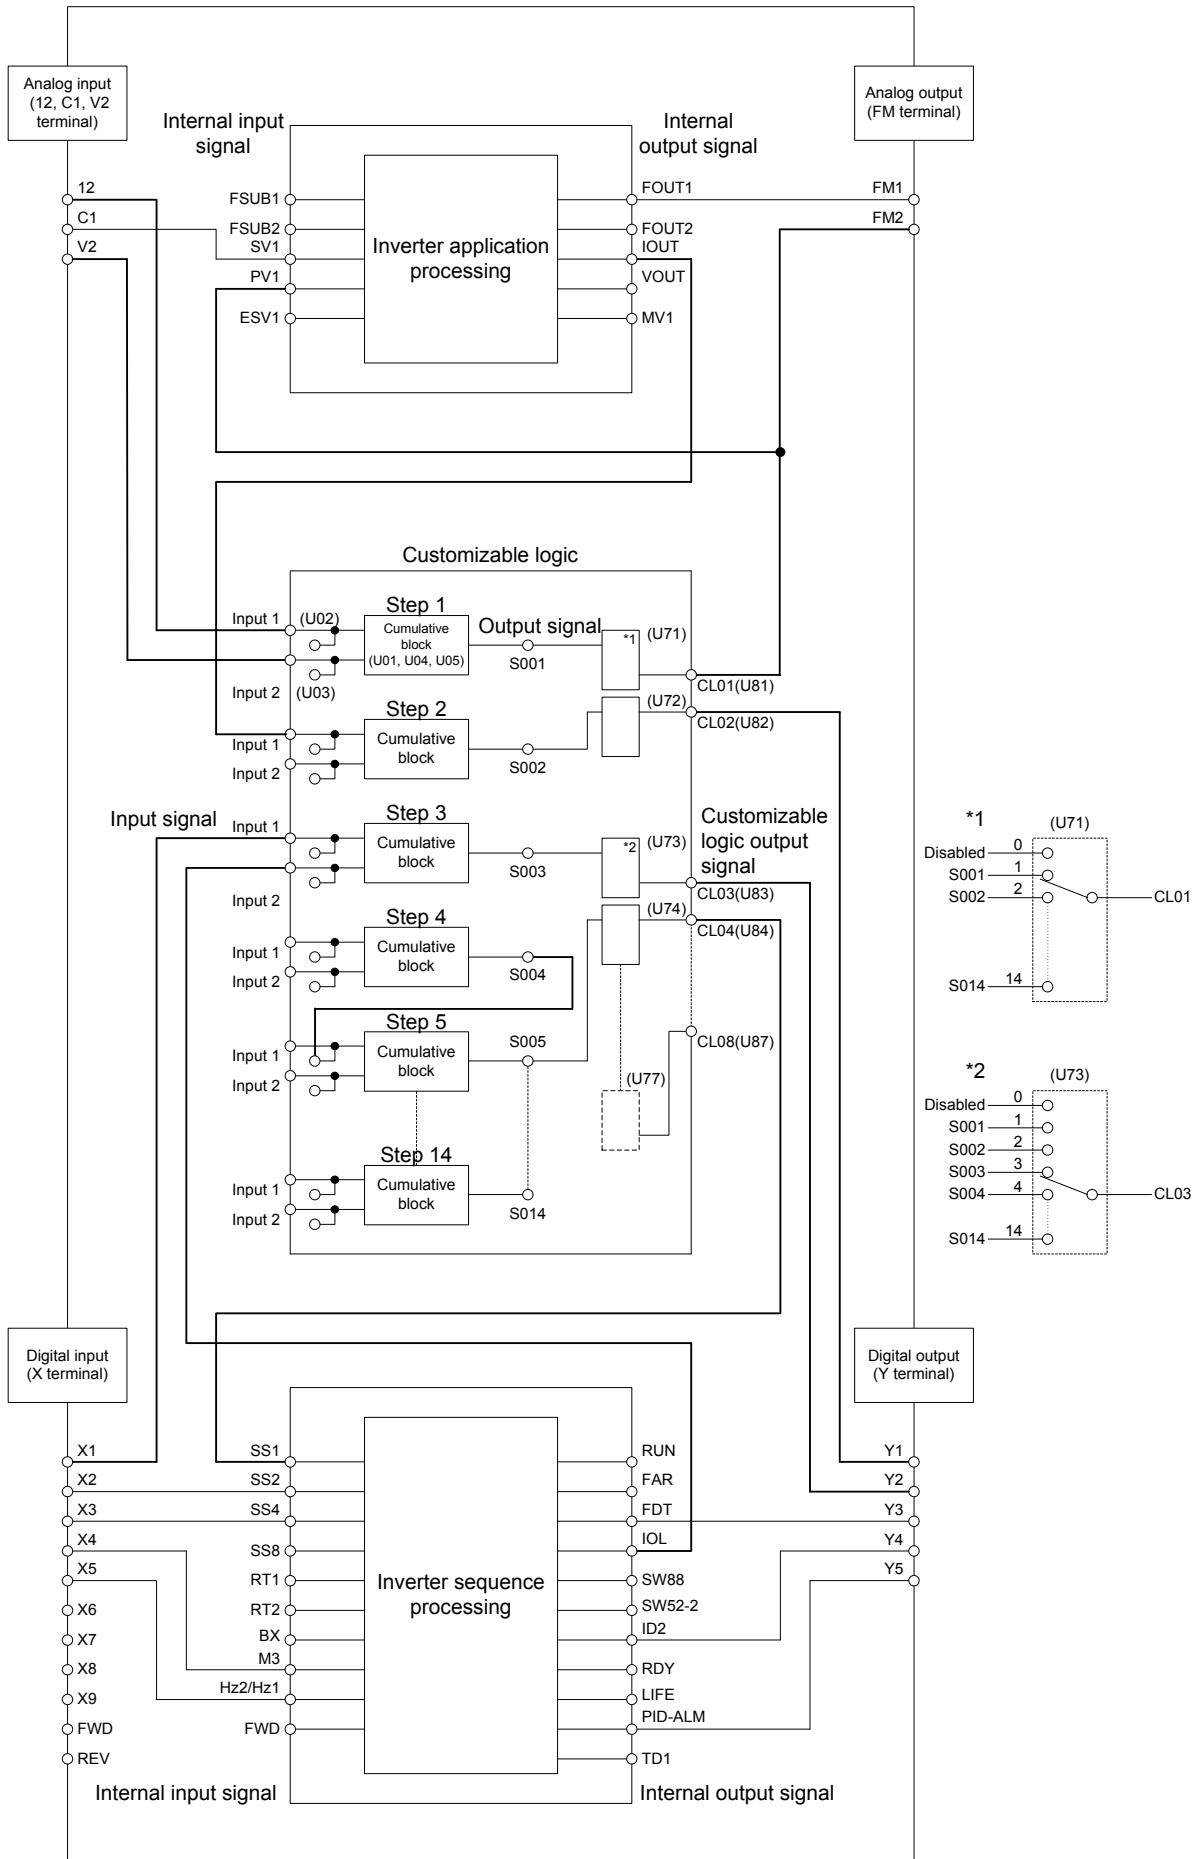 Analog input
(12, C1, V2
terminal)
Analog output
(FM terminal)
Internal input
signal
Internal
output signal
12
C1
V2
FSUB1
FSUB2
SV1
PV1
ESV1
Inverter application
processing
FOUT1
FOUT2
IOUT
VOUT
MV1
FM1
FM2
Customizable logic
Input 1
(U02)
Step 1
Cumulative
block
(U01, U04, U05)
Output signal
S001
*1
(U71)
CL01(U81)
Input 2
(U03)
Step 2
Input 1
Input 2
Cumulative
block
S002
(U72)
CL02(U82)
Input signal
Step 3
Input 1
Input 2
Cumulative
block
S003
*2
(U73)
Customizable
logic output
signal
CL03(U83)
Step 4
Input 1
Input 2
Cumulative
block
S004
(U74)
CL04(U84)
Step 5
Input 1
Input 2
Cumulative
block
S005
CL08(U87)
(U77)
Step 14
Input 1
Input 2
Cumulative
block
S014
*1
(U71)
Disabled 0
S001 1
S002 2
S014 14
CL01
*2
(U73)
Disabled 0
S001 1
S002 2
S003 3
S004 4
S014 14
CL03
Digital input
(X terminal)
Digital output
(Y terminal)
X1
X2
X3
X4
X5
X6
X7
X8
X9
FWD
REV
SS1
SS2
SS4
SS8
RT1
RT2
BX
M3
Hz2/Hz1
FWD
Inverter sequence
processing
RUN
FAR
FDT
IOL
SW88
SW52-2
ID2
RDY
LIFE
PID-ALM
TD1
Y1
Y2
Y3
Y4
Y5
Internal input signal
Internal output signal